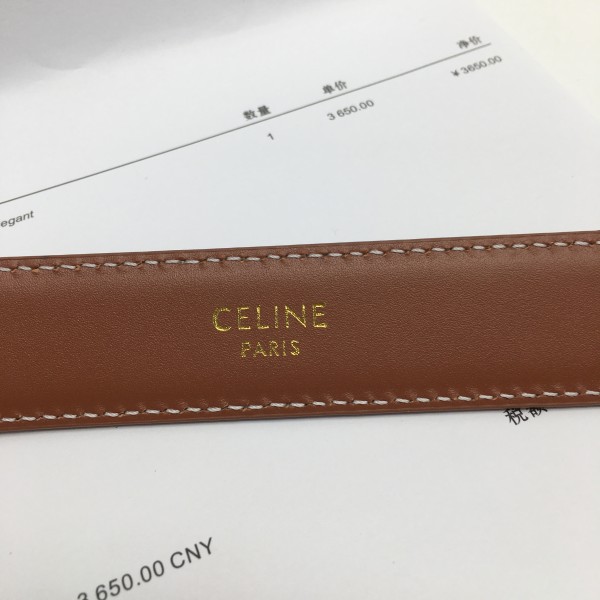 数量 单价 净价
1 3 650.00 ¥3650.00
egant
CELINE
PARIS
税额
3 650.00 CNY